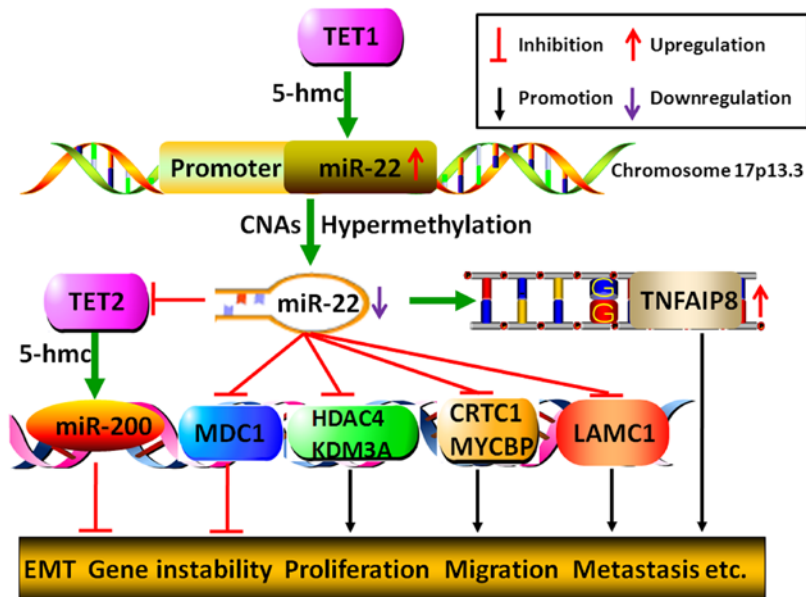 TET1
Inhibition
Upregulation
Promotion
Downregulation
5-hmc
Promoter
miR-22
Chromosome 17p13.3
CNAs
Hypermethylation
TET2
miR-22
G
G
TNFAIP8
5-hmc
miR-200
MDC1
HDAC4
KDM3A
CRTC1
MYCBP
LAMC1
EMT Gene instability Proliferation Migration Metastasis etc.